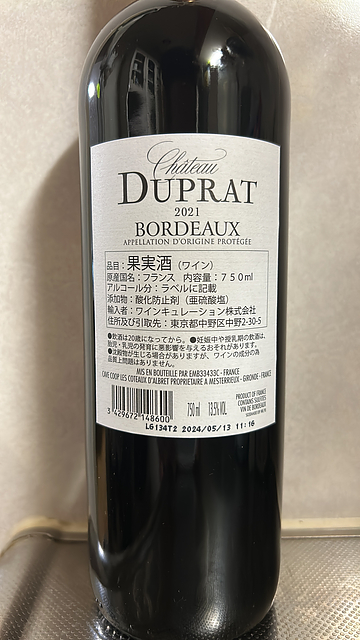 Château
DUPRAT
2021
BORDEAUX
APPELLATION D'ORIGINE PROTÉGÉE
品目：果実酒（ワイン）
原産国名：フランス 内容量：７５０ml
アルコール分：ラベルに記載
添加物：酸化防止剤（亜硫酸塩）
輸入者：ワインキュレーション株式会社
住所及び引取先：東京都中野区中野2-30-5
●飲酒は20歳になってから。●妊娠中や授乳期の飲酒は、
胎児・乳児の発育に悪影響を与えるおそれがあります。
●沈殿物が生じる場合がありますが、ワインの成分の為
品質上問題はありません。
MIS EN BOUTEILLE PAR EMB33433C - FRANCE
CAVE COOP LES COTEAUX D'ALBRET PROPRIETAIRE A MESTERRIEUX - GIRONDE - FRANCE
PRODUCT OF FRANCE
CONTAINS SULFITES
VIN DE BORDEAUX
750 ml 13.5% VOL
3 429672 148600
L6134T2 2024/05/13 11:16